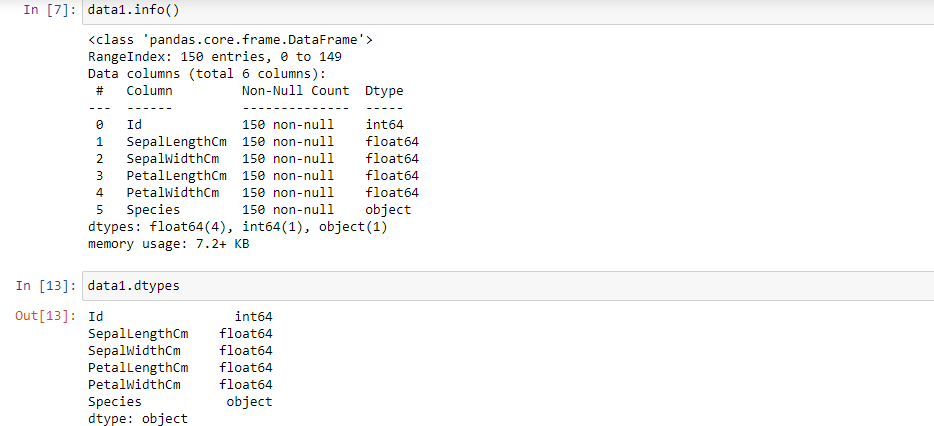 In [7]: data1.info()
<class 'pandas.core.frame.DataFrame'>
RangeIndex: 150 entries, 0 to 149
Data columns (total 6 columns):
 #   Column         Non-Null Count  Dtype
---  ------         --------------  -----
 0   Id             150 non-null    int64
 1   SepalLengthCm  150 non-null    float64
 2   SepalWidthCm   150 non-null    float64
 3   PetalLengthCm  150 non-null    float64
 4   PetalWidthCm   150 non-null    float64
 5   Species        150 non-null    object
dtypes: float64(4), int64(1), object(1)
memory usage: 7.2+ KB
In [13]: data1.dtypes
Out[13]: Id                 int64
SepalLengthCm    float64
SepalWidthCm     float64
PetalLengthCm    float64
PetalWidthCm     float64
Species           object
dtype: object